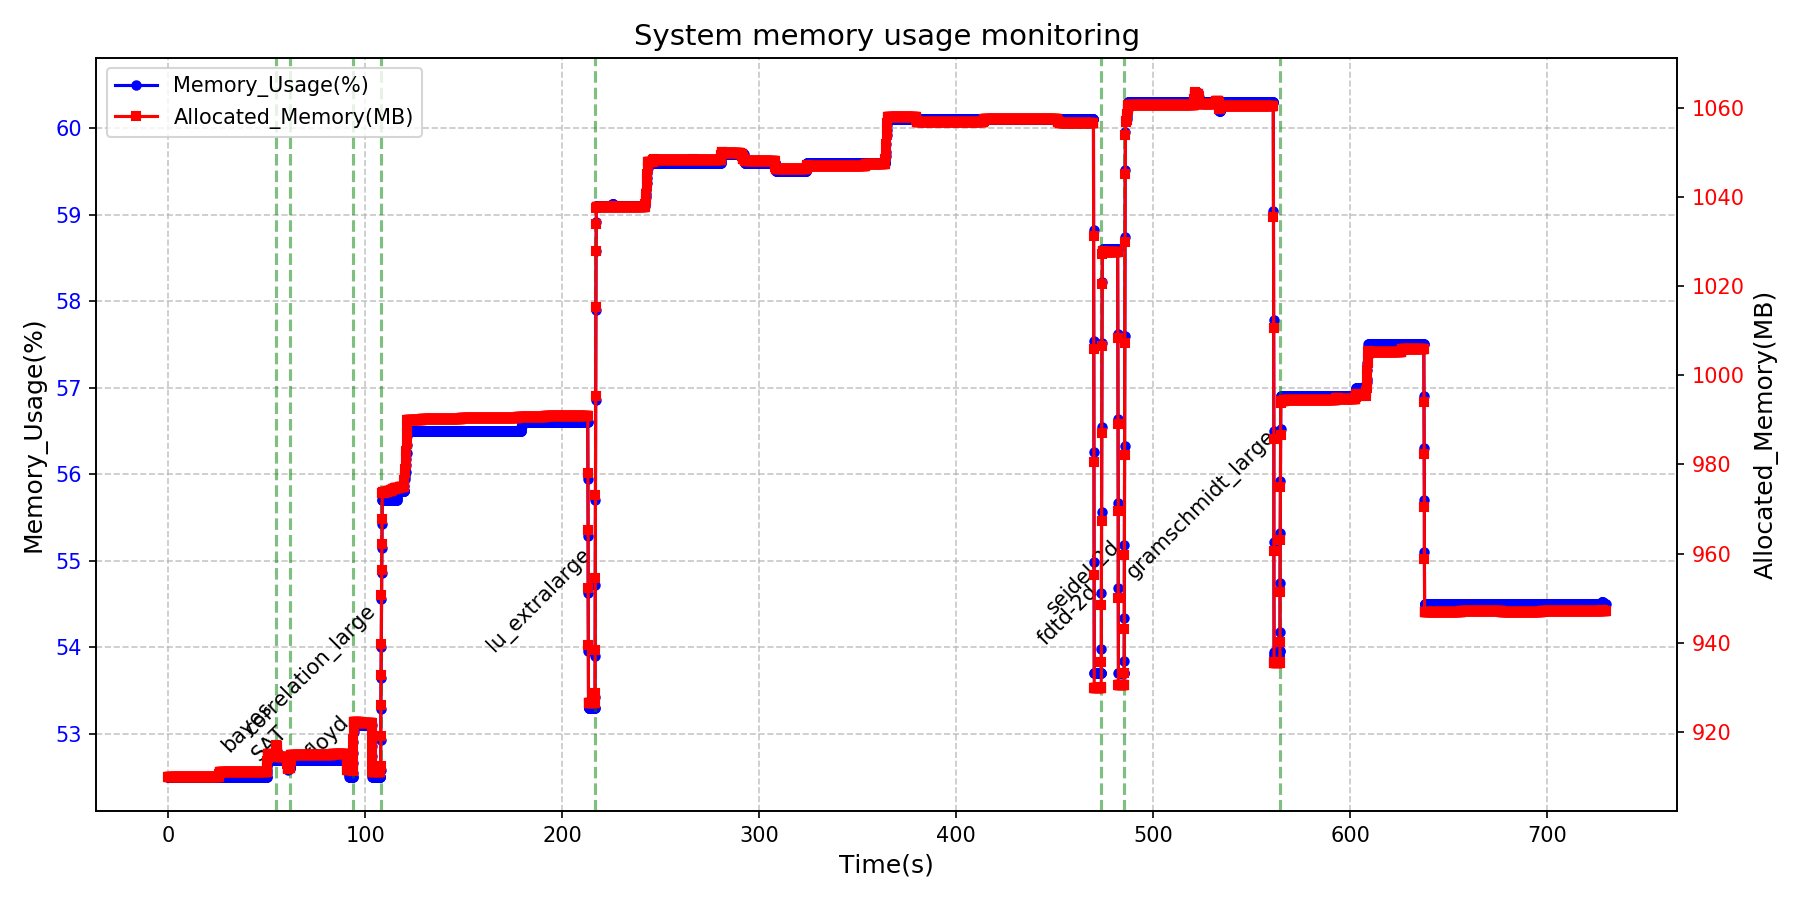 System memory usage monitoring
Memory_Usage(%)
Allocated_Memory(MB)
60
59
58
57
56
55
54
53
Memory_Usage(%)
1060
1040
1020
1000
980
960
940
920
Allocated_Memory(MB)
bayes
SAT
floyd
correlation_large
lu_extralarge
fdtd-2d
seidel-2d
gramschmidt_large
0 100 200 300 400 500 600 700
Time(s)